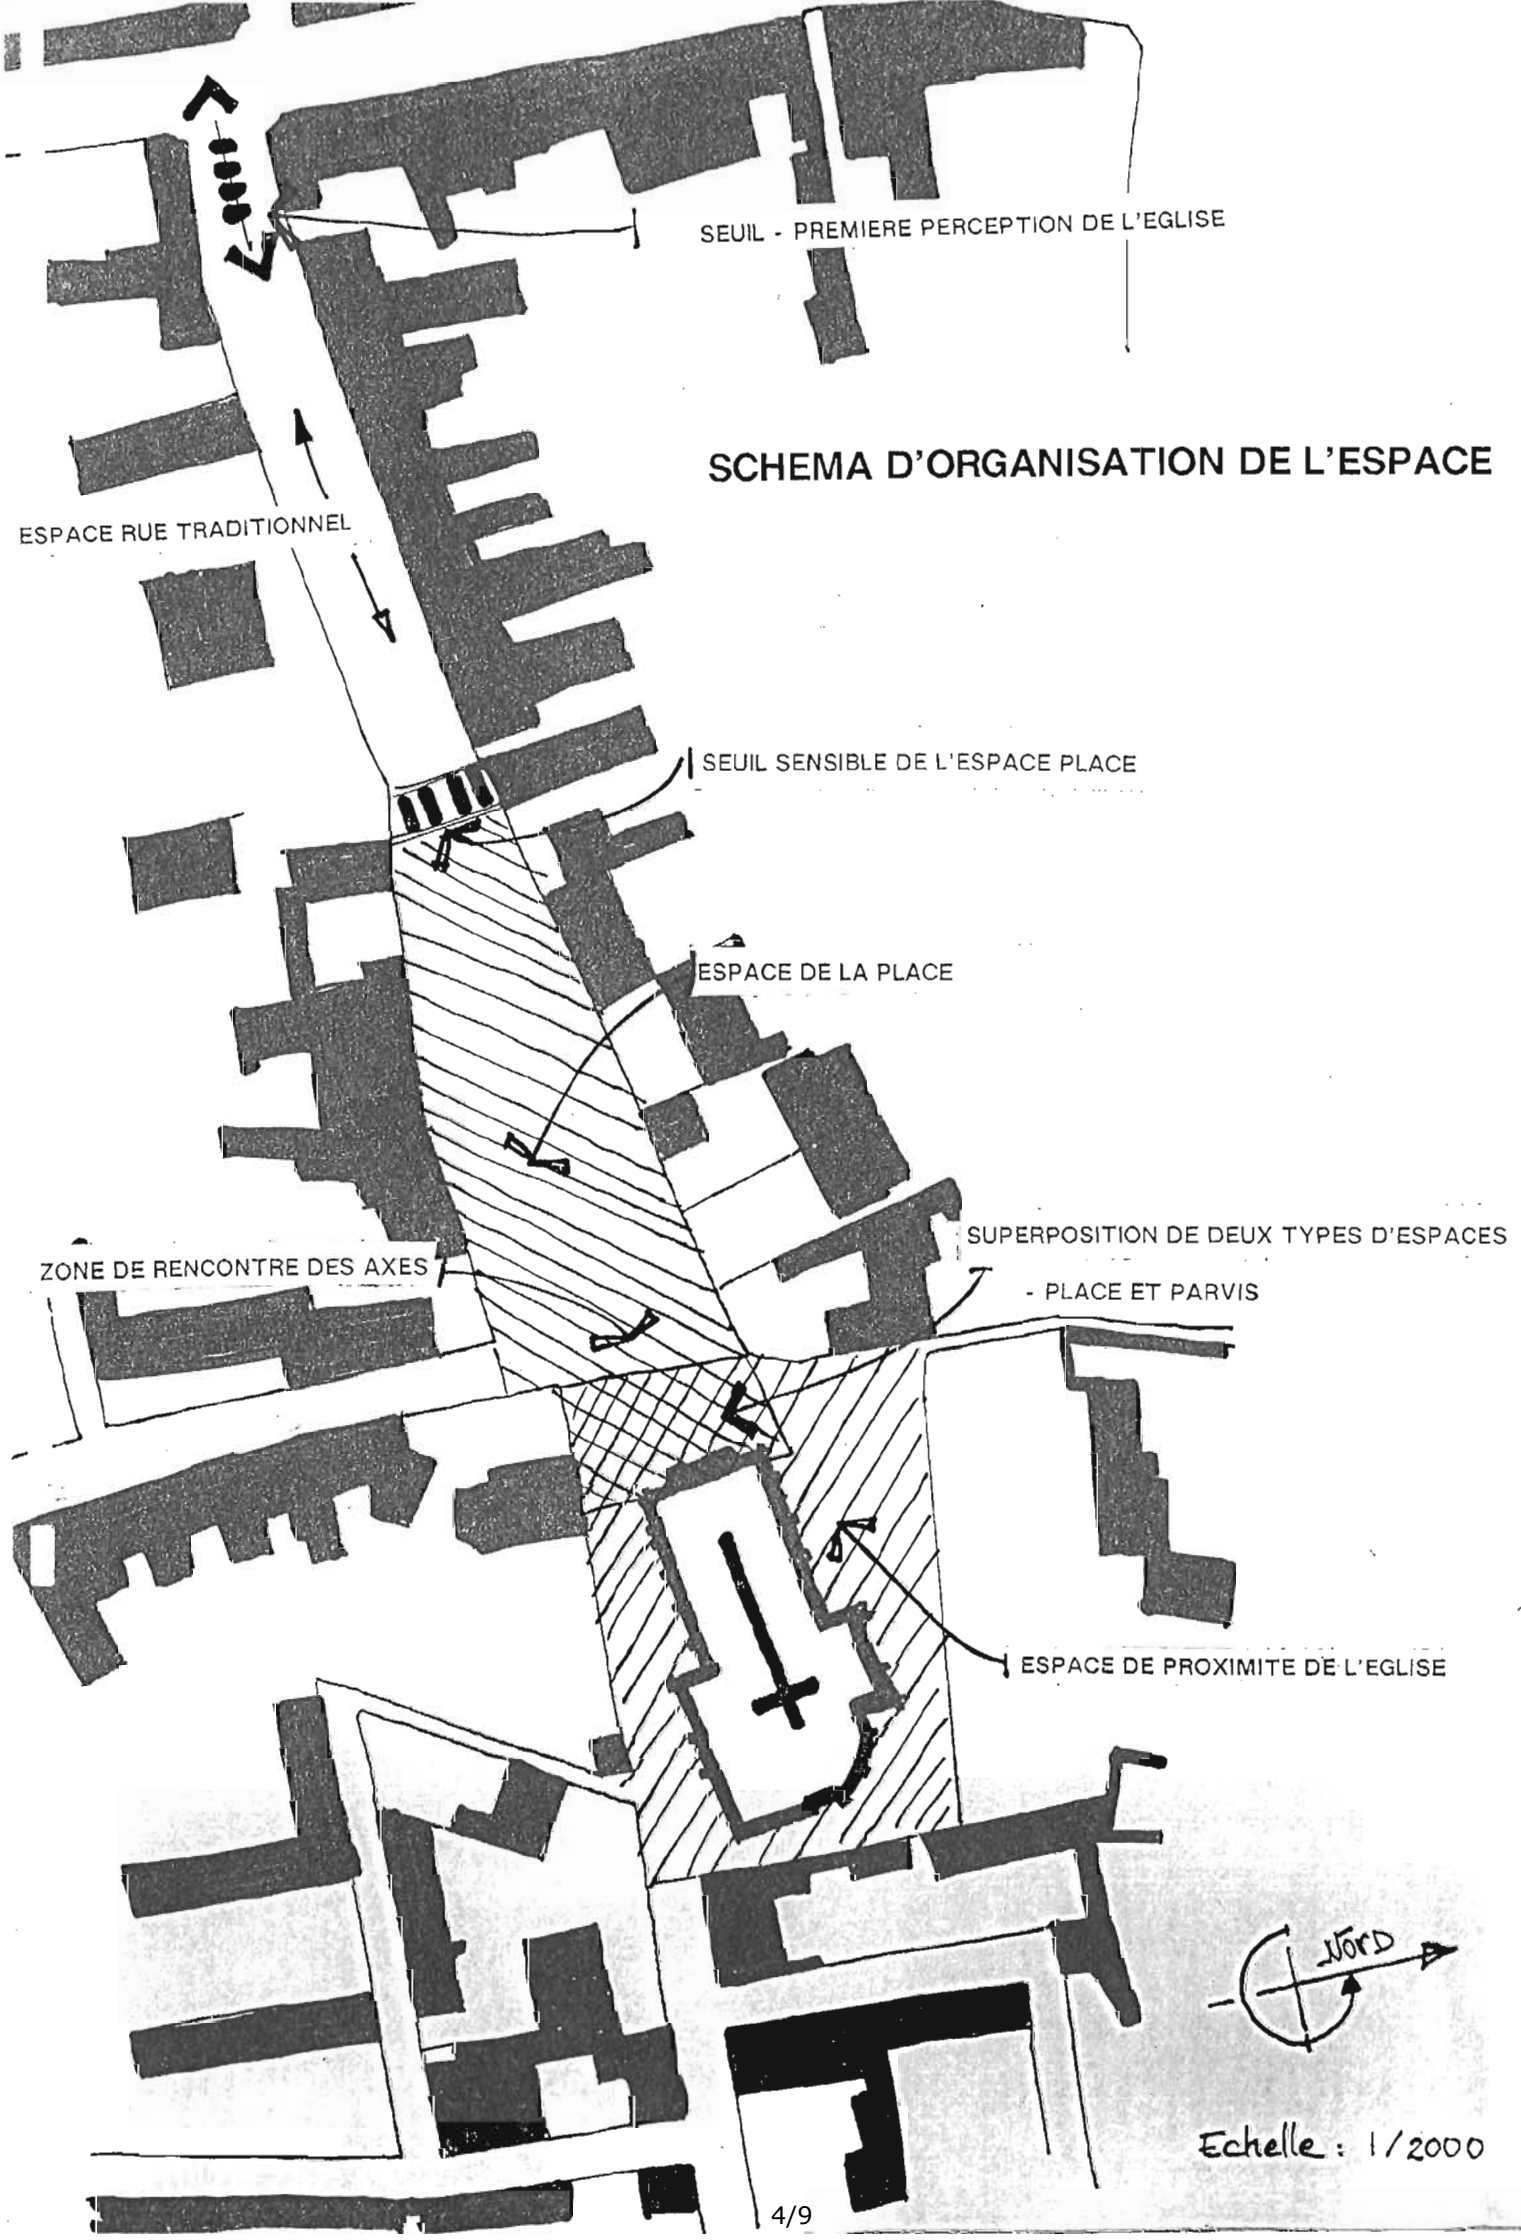 SEUIL - PREMIERE PERCEPTION DE L'EGLISE
SCHEMA D'ORGANISATION DE L'ESPACE
ESPACE RUE TRADITIONNEL
SEUIL SENSIBLE DE L'ESPACE PLACE
ESPACE DE LA PLACE
SUPERPOSITION DE DEUX TYPES D'ESPACES
- PLACE ET PARVIS
ZONE DE RENCONTRE DES AXES
ESPACE DE PROXIMITE DE L'EGLISE
NORD
Echelle : 1/2000
4/9